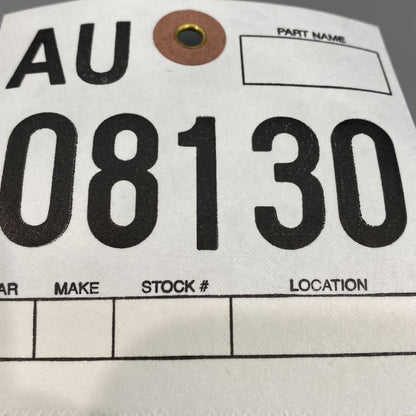 AU
PART NAME
08130
AR MAKE STOCK # LOCATION